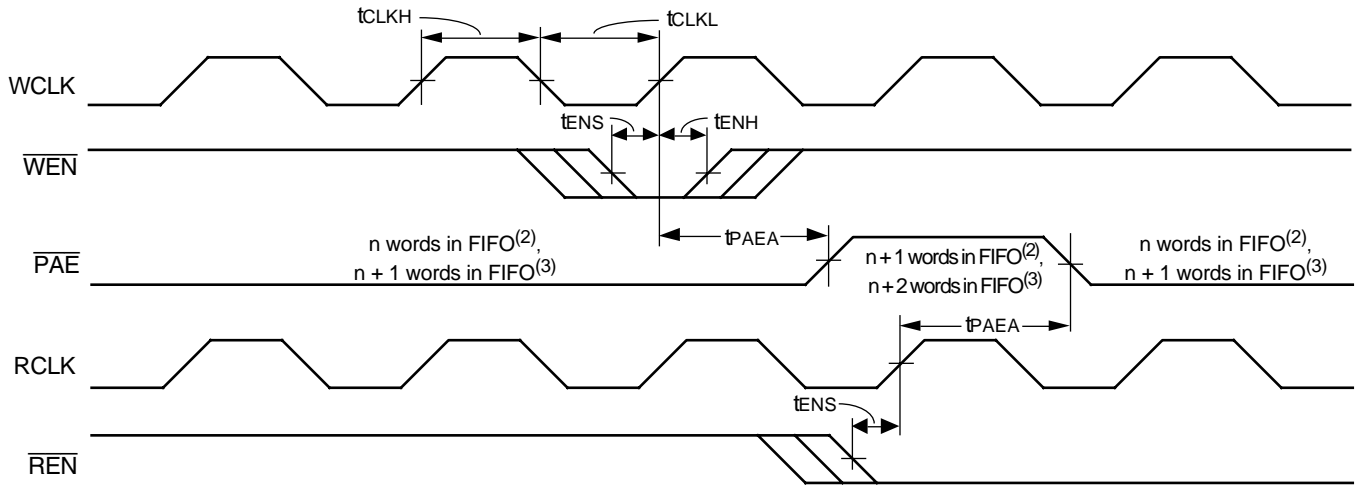 tCLKH
tCLKL
WCLK
tENS
tENH
WEN
tPAEA
PAE
n words in FIFO(2),
n + 1 words in FIFO(3)
n + 1 words in FIFO(2),
n + 2 words in FIFO(3)
n words in FIFO(2),
n + 1 words in FIFO(3)
tPAEA
RCLK
tENS
REN